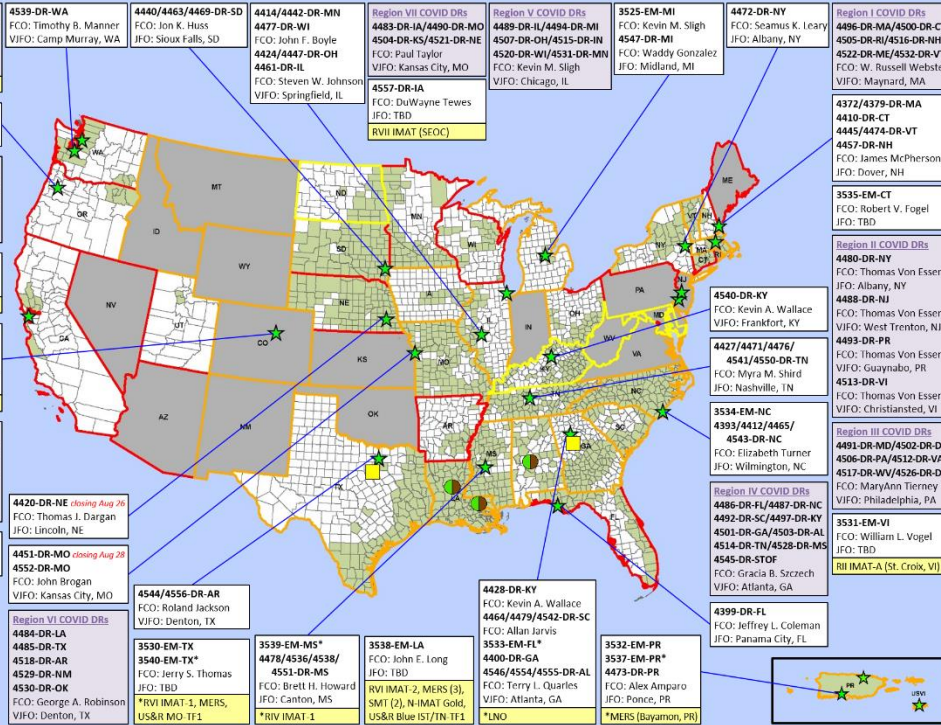 4539-DR-WA
FCO: Timothy B. Manner
VJFO: Camp Murray, WA
4440/4463/4469-DR-SD
FCO: Jon K. Huss
JFO: Sioux Falls, SD
4414/4442-DR-MN
4477-DR-WI
FCO: John F. Boyle
4424/4447-DR-OH
4461-DR-IL
FCO: Steven W. Johnson
VJFO: Springfield, IL
Region VII COVID DRs
4483-DR-IA/4490-DR-MO
4504-DR-KS/4521-DR-NE
FCO: Paul Taylor
VJFO: Kansas City, MO
4557-DR-IA
FCO: DuWayne Tewes
JFO: TBD
RVII IMAT (SEOC)
Region V COVID DRs
4489-DR-IL/4494-DR-MI
4507-DR-OH/4515-DR-IN
4520-DR-WI/4531-DR-MN
FCO: Kevin M. Sligh
VJFO: Chicago, IL
3525-EM-MI
FCO: Kevin M. Sligh
4547-DR-MI
FCO: Waddy Gonzalez
JFO: Midland, MI
4472-DR-NY
FCO: Seamus K. Leary
JFO: Albany, NY
Region I COVID DRs
4496-DR-MA/4500-DR-C
4505-DR-RI/4516-DR-NH
4522-DR-ME/4532-DR-V
FCO: W. Russell Webste
VJFO: Maynard, MA
4372/4379-DR-MA
4410-DR-CT
4445/4474-DR-VT
4457-DR-NH
FCO: James McPherson
JFO: Dover, NH
3535-EM-CT
FCO: Robert V. Fogel
JFO: TBD
Region II COVID DRs
4480-DR-NY
FCO: Thomas Von Esser
JFO: Albany, NY
4488-DR-NJ
FCO: Thomas Von Esser
VJFO: West Trenton, NJ
4493-DR-PR
FCO: Thomas Von Esser
VJFO: Guaynabo, PR
4513-DR-VI
FCO: Thomas Von Esser
VJFO: Christiansted, VI
Region III COVID DRs
4491-DR-MD/4502-DR-D
4506-DR-PA/4512-DR-VA
4517-DR-WV/4526-DR-D
FCO: MaryAnn Tierney
VJFO: Philadelphia, PA
3531-EM-VI
FCO: William L. Vogel
JFO: TBD
RII IMAT-A (St. Croix, VI)
WA
OR
CA
NV
ID
MT
WY
UT
AZ
CO
NM
ND
SD
NE
KS
OK
TX
MN
IA
MO
AR
LA
WI
IL
IN
OH
KY
TN
MS
GA
SC
NC
VA
WV
MD
PA
NJ
NY
VT
NH
ME
MA
CT
RI
4540-DR-KY
FCO: Kevin A. Wallace
VJFO: Frankfort, KY
4427/4471/4476/
4541/4550-DR-TN
FCO: Myra M. Shird
JFO: Nashville, TN
3534-EM-NC
4393/4412/4465/
4543-DR-NC
FCO: Elizabeth Turner
JFO: Wilmington, NC
Region IV COVID DRs
4486-DR-FL/4487-DR-NC
4492-DR-SC/4497-DR-KY
4501-DR-GA/4503-DR-AL
4514-DR-TN/4528-DR-MS
4545-DR-STOF
FCO: Gracia B. Szczech
VJFO: Atlanta, GA
4399-DR-FL
FCO: Jeffrey L. Coleman
JFO: Panama City, FL
4420-DR-NE closing Aug 26
FCO: Thomas J. Dargan
JFO: Lincoln, NE
4451-DR-MO closing Aug 28
4552-DR-MO
FCO: John Brogan
VJFO: Kansas City, MO
Region VI COVID DRs
4484-DR-LA
4485-DR-TX
4518-DR-AR
4529-DR-NM
4530-DR-OK
FCO: George A. Robinson
VJFO: Denton, TX
4544/4556-DR-AR
FCO: Roland Jackson
VJFO: Denton, TX
3530-EM-TX
3540-EM-TX*
FCO: Jerry S. Thomas
JFO: TBD
*RVI IMT-1, MERS,
US&R MO-TF1
3539-EM-MS*
4478/4536/4538/
4551-DR-MS
FCO: Brett H. Howard
JFO: Canton, MS
*RIV IMAT-1
3538-EM-LA
FCO: John E. Long
JFO: TBD
RVI IMAT-2, MERS (3),
SMT (2), N-IMAT Gold,
US&R Blue IST/TN-TF1
4428-DR-KY
FCO: Kevin A. Wallace
4464/4479/4542-DR-SC
FCO: Allan Jarvis
3533-EM-FL*
4400-DR-GA
4546/4554/4555-DR-AL
FCO: Terry L. Quarles
VJFO: Atlanta, GA
*LNO
3532-EM-PR
3537-EM-PR*
4473-DR-PR
FCO: Alex Amparo
JFO: Ponce, PR
*MERS (Bayamon, PR)
PR
USVI